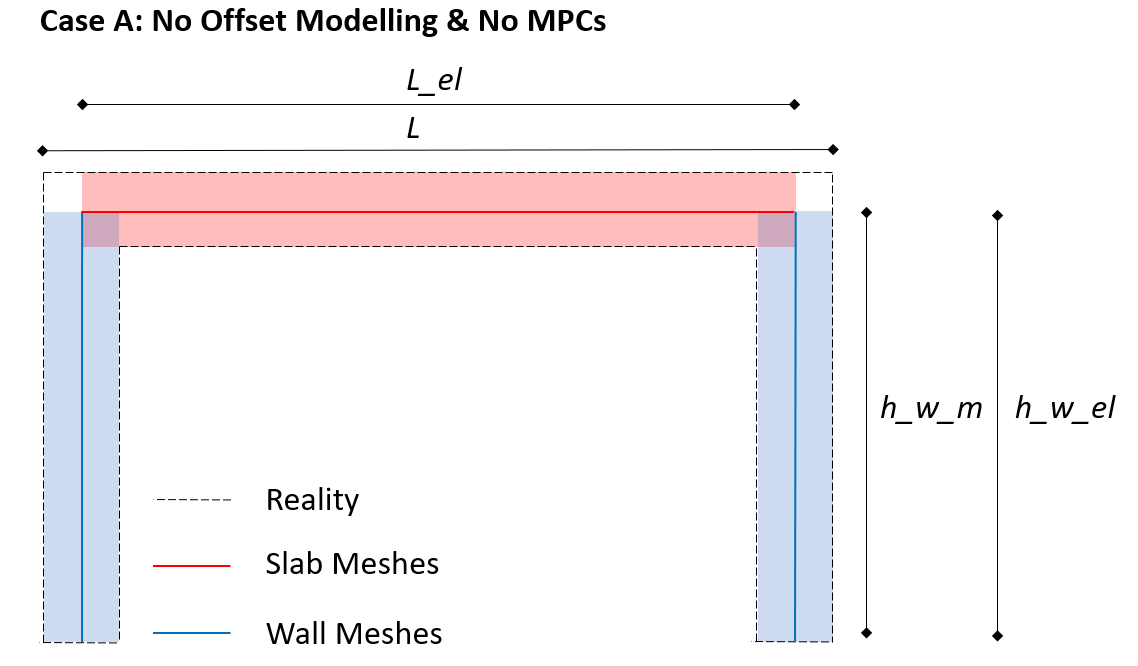 Case A: No Offset Modelling & No MPCs
L_el
L
h_w_m
h_w_el
Reality
Slab Meshes
Wall Meshes